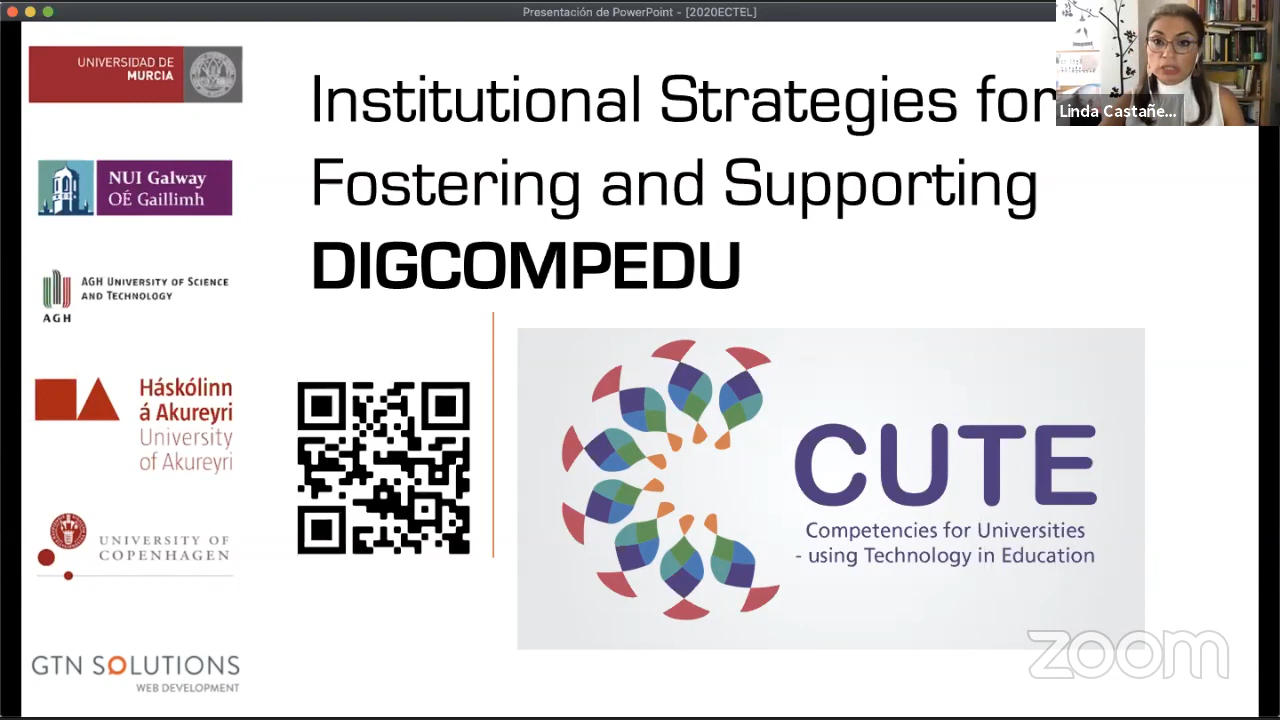 Presentación de PowerPoint - [2020ECTEL]
UNIVERSIDAD DE
MURCIA
Institutional Strategies for
Fostering and Supporting
DIGCOMPEDU
Linda Castañe...
NUI Galway
OÉ Gaillimh
AGH UNIVERSITY OF SCIENCE
AND TECHNOLOGY
AGH
Háskólinn
á Akureyri
University
of Akureyri
UNIVERSITY OF
COPENHAGEN
GTN SOLUTIONS
WEB DEVELOPMENT
CUTE
Competencies for Universities
- using Technology in Education
zoom